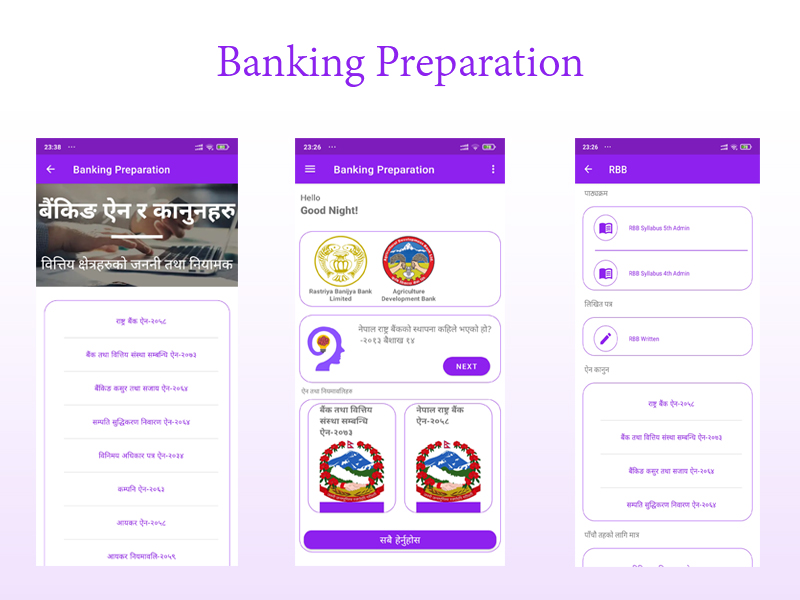 Banking Preparation
23:38
Banking Preparation
बैंकिङ ऐन र कानुनहरु
वित्तिय क्षेत्रहरुको जननी तथा नियामक
राष्ट्र बैंक ऐन-२०५८
बैंक तथा वित्तिय संस्था सम्बन्धि ऐन-२०७३
बैंकिङ कसुर तथा सजाय ऐन-२०६४
सम्पति सुद्धिकरण निवारण ऐन-२०६४
विनिमय अधिकार पत्र ऐन-२०३४
कम्पनि ऐन-२०६३
आयकर ऐन-२०५८
आयकर नियमावलि-२०५९
23:26
Banking Preparation
Hello
Good Night!
Rastriya Banijya Bank
Limited
Agriculture
Development Bank
नेपाल राष्ट्र बैंकको स्थापना कहिले भएको हो?
-२०१३ बैशाख १४
NEXT
ऐन तथा नियमावलिहरु
बैंक तथा वित्तिय
संस्था सम्बन्धि
ऐन-२०७३
नेपाल राष्ट्र बैंक
ऐन-२०५८
सबै हेर्नुहोस
23:26
RBB
पाठ्यक्रम
RBB Syllabus 5th Admin
RBB Syllabus 4th Admin
लिखित पत्र
RBB Written
ऐन कानुन
राष्ट्र बैंक ऐन-२०५८
बैंक तथा वित्तिय संस्था सम्बन्धि ऐन-२०७३
बैंकिङ कसुर तथा सजाय ऐन-२०६४
सम्पति सुद्धिकरण निवारण ऐन-२०६४
पाँचौ तहको लागि मात्र